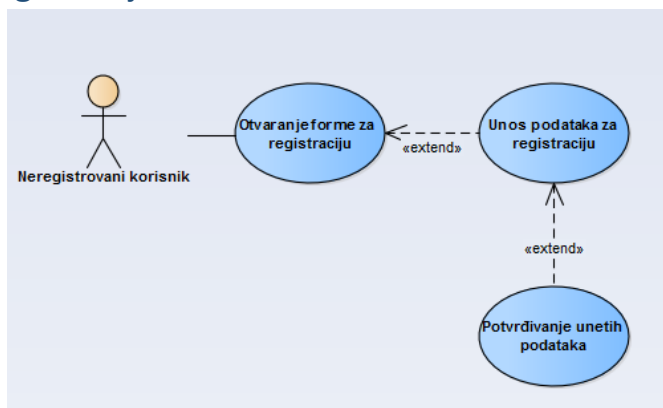 Otvaranje forme za
registraciju
Unos podataka za
registraciju
«extend»
Neregistrovani korisnik
«extend»
Potvrđivanje unetih
podataka